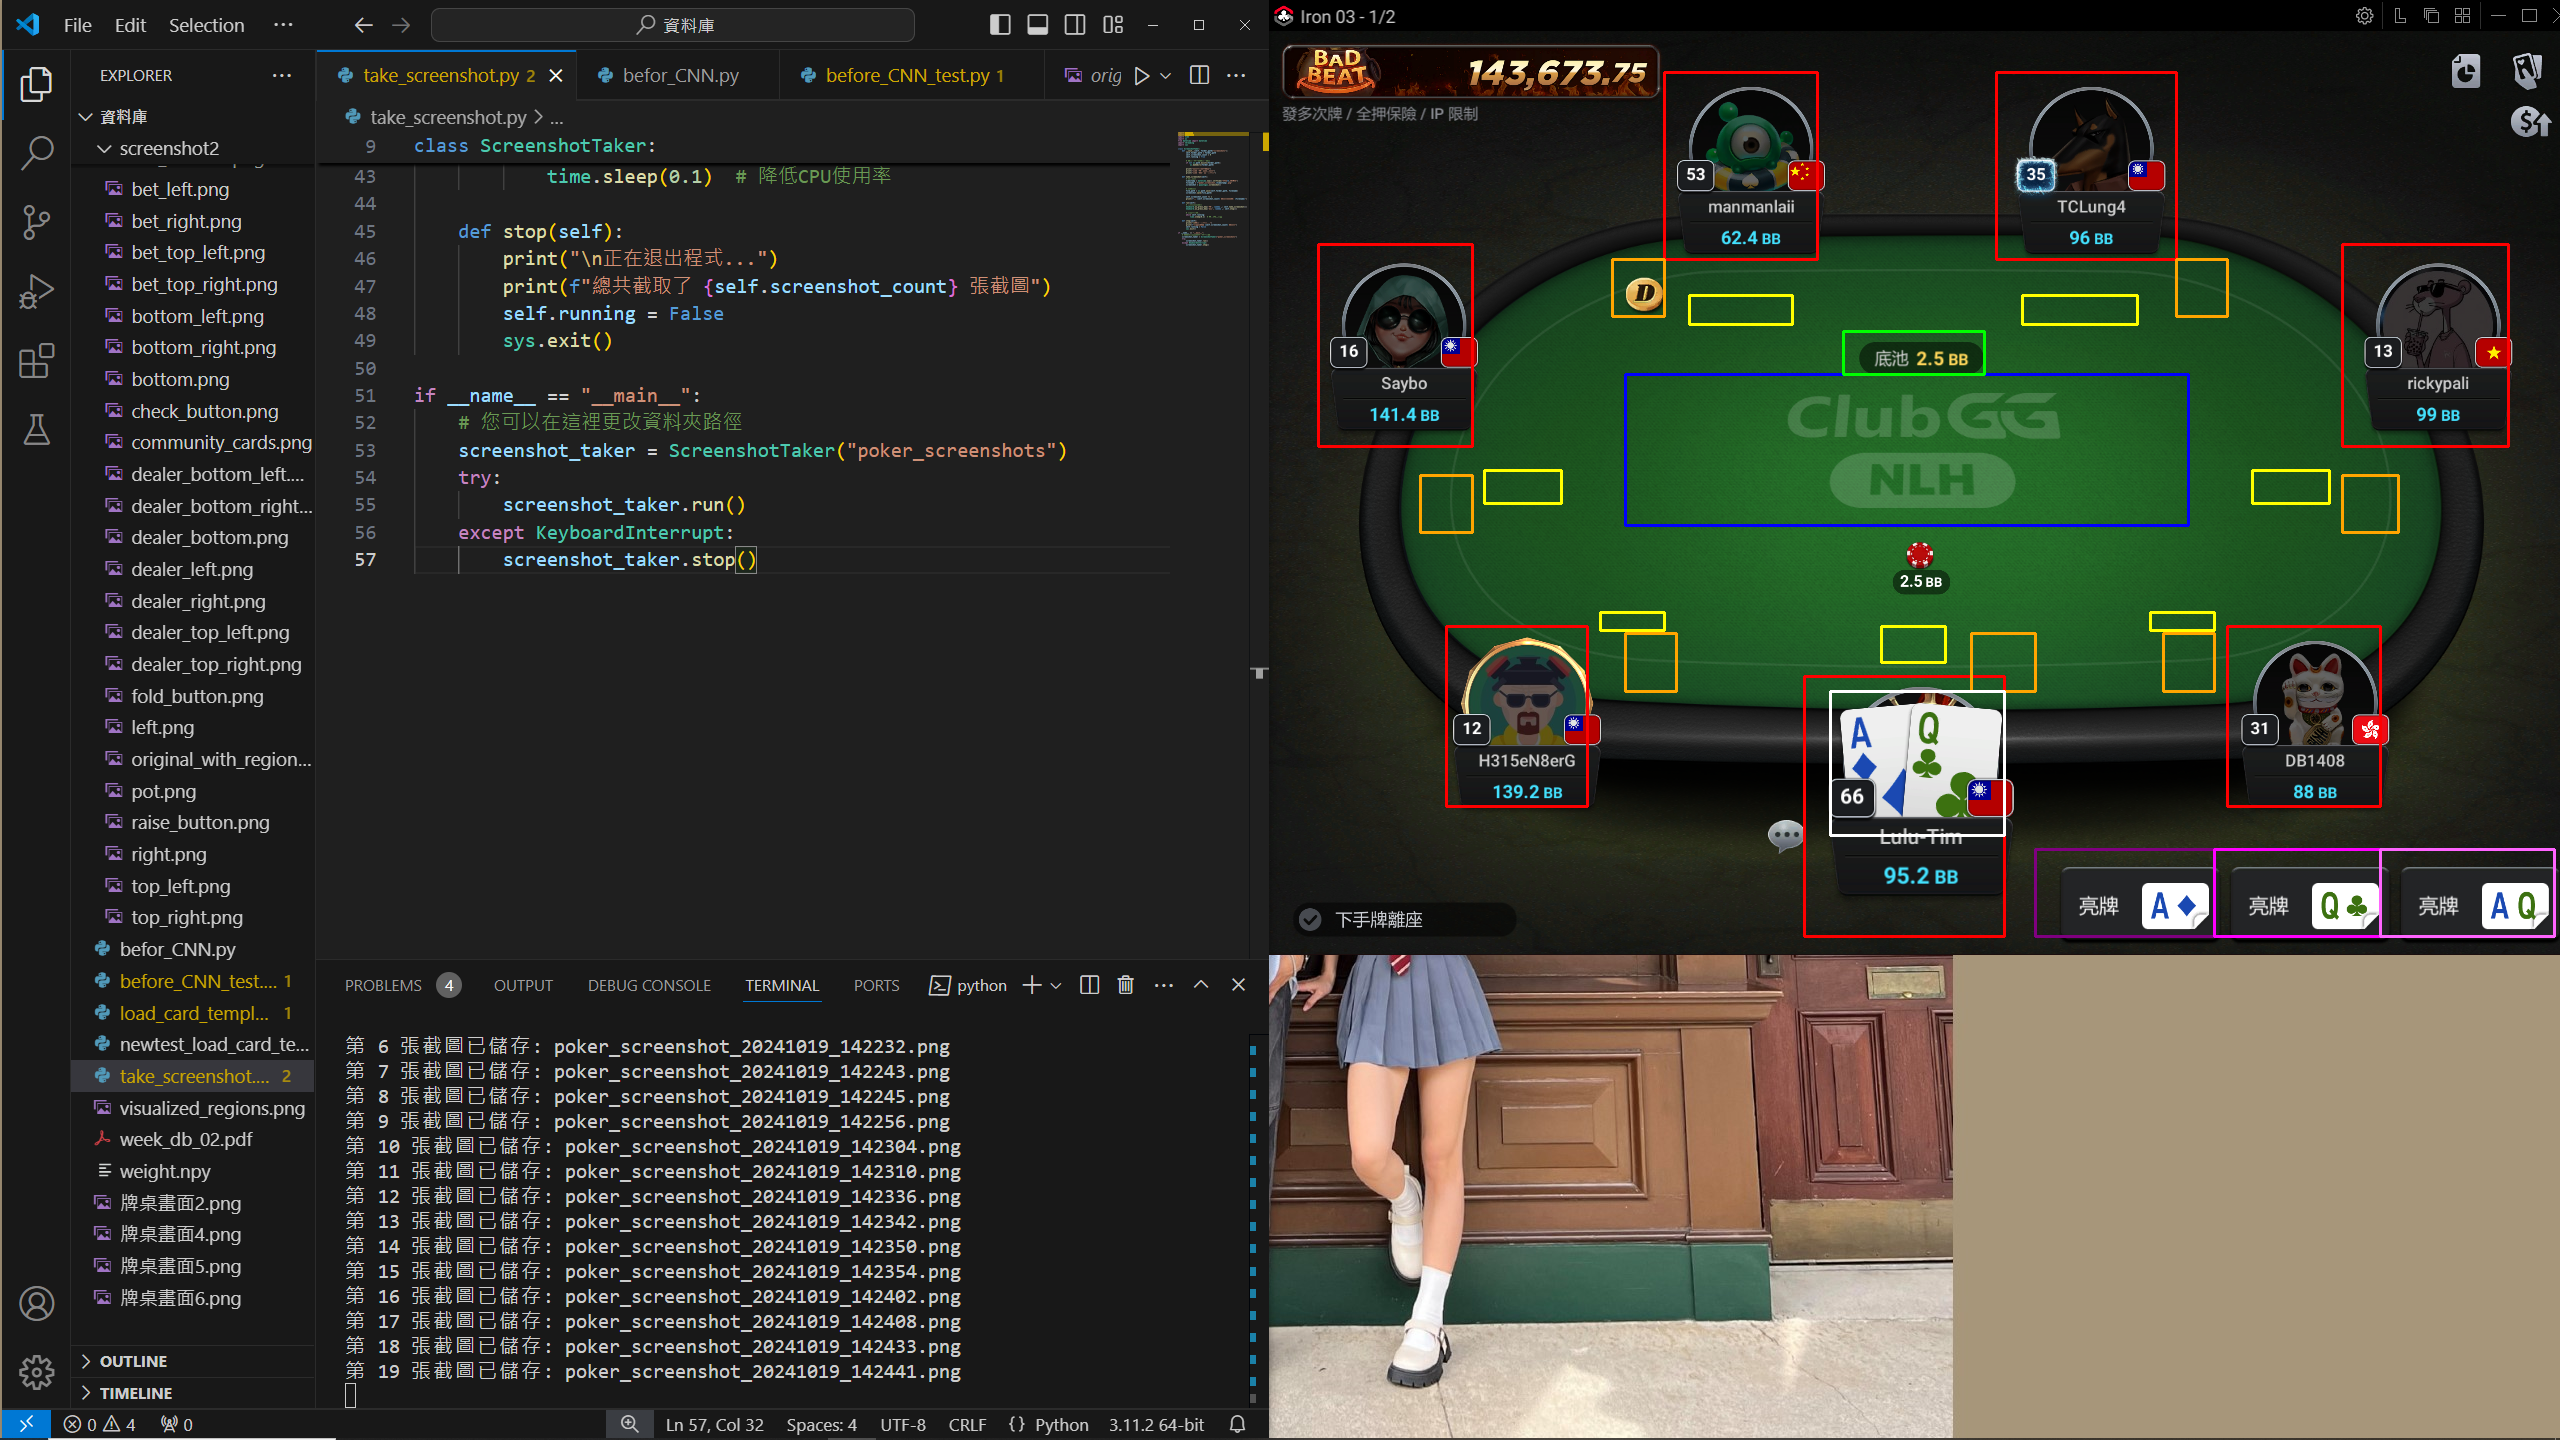 File Edit Selection ···
資料庫
EXPLORER ···
資料庫
screenshot2
bet_left.png
bet_right.png
bet_top_left.png
bet_top_right.png
bottom_left.png
bottom_right.png
bottom.png
check_button.png
community_cards.png
dealer_bottom_left....
dealer_bottom_right...
dealer_bottom.png
dealer_left.png
dealer_right.png
dealer_top_left.png
dealer_top_right.png
fold_button.png
left.png
original_with_region...
pot.png
raise_button.png
right.png
top_left.png
top_right.png
befor_CNN.py
before_CNN_test.... 1
load_card_templ... 1
newtest_load_card_te...
take_screenshot.... 2
visualized_regions.png
week_db_02.pdf
weight.npy
牌桌畫面2.png
牌桌畫面4.png
牌桌畫面5.png
牌桌畫面6.png
OUTLINE
TIMELINE
take_screenshot.py 2
befor_CNN.py
before_CNN_test.py 1
orig
take_screenshot.py > ...
9 class ScreenshotTaker:
43 time.sleep(0.1) # 降低CPU使用率
44
45 def stop(self):
46 print("\n正在退出程式...")
47 print(f"總共截取了 {self.screenshot_count} 張截圖")
48 self.running = False
49 sys.exit()
50
51 if __name__ == "__main__":
52 # 您可以在這裡更改資料夾路徑
53 screenshot_taker = ScreenshotTaker("poker_screenshots")
54 try:
55 screenshot_taker.run()
56 except KeyboardInterrupt:
57 screenshot_taker.stop()
PROBLEMS 4 OUTPUT DEBUG CONSOLE TERMINAL PORTS python
第 6 張截圖已儲存: poker_screenshot_20241019_142232.png
第 7 張截圖已儲存: poker_screenshot_20241019_142243.png
第 8 張截圖已儲存: poker_screenshot_20241019_142245.png
第 9 張截圖已儲存: poker_screenshot_20241019_142256.png
第 10 張截圖已儲存: poker_screenshot_20241019_142304.png
第 11 張截圖已儲存: poker_screenshot_20241019_142310.png
第 12 張截圖已儲存: poker_screenshot_20241019_142336.png
第 13 張截圖已儲存: poker_screenshot_20241019_142342.png
第 14 張截圖已儲存: poker_screenshot_20241019_142350.png
第 15 張截圖已儲存: poker_screenshot_20241019_142354.png
第 16 張截圖已儲存: poker_screenshot_20241019_142402.png
第 17 張截圖已儲存: poker_screenshot_20241019_142408.png
第 18 張截圖已儲存: poker_screenshot_20241019_142433.png
第 19 張截圖已儲存: poker_screenshot_20241019_142441.png
0 4 0
Ln 57, Col 32 Spaces: 4 UTF-8 CRLF {} Python 3.11.2 64-bit
Iron 03 - 1/2
BAD BEAT 143,673.75
發多次牌 / 全押保險 / IP 限制
53
manmanlaii
62.4 BB
35
TCLung4
96 BB
16
Saybo
141.4 BB
13
rickypali
99 BB
D
底池 2.5 BB
ClubGG
NLH
2.5 BB
12
H315eN8erG
139.2 BB
A Q
66
Lulu-Tim
95.2 BB
31
DB1408
88 BB
下手牌離座
亮牌 A
亮牌 Q
亮牌 A Q